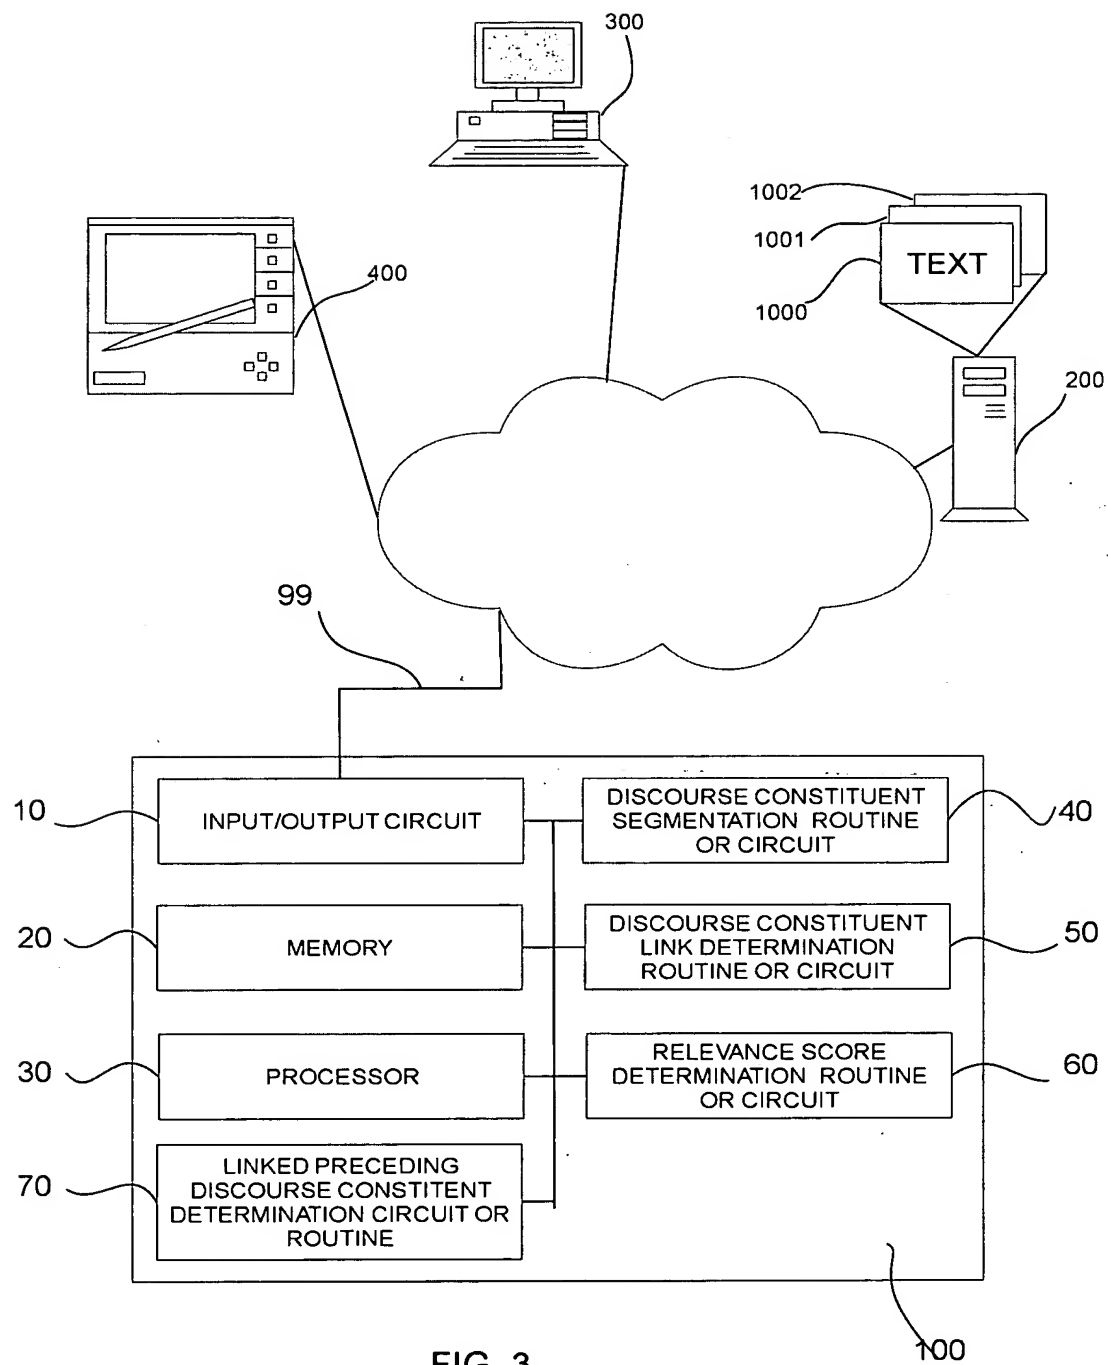 300
1002
1001
TEXT
1000
400
200
99
10
INPUT/OUTPUT CIRCUIT
DISCOURSE CONSTITUENT
SEGMENTATION ROUTINE
OR CIRCUIT
40
20
MEMORY
DISCOURSE CONSTITUENT
LINK DETERMINATION
ROUTINE OR CIRCUIT
50
30
PROCESSOR
RELEVANCE SCORE
DETERMINATION ROUTINE
OR CIRCUIT
60
70
LINKED PRECEDING
DISCOURSE CONSTITENT
DETERMINATION CIRCUIT OR
ROUTINE
100
FIG. 3